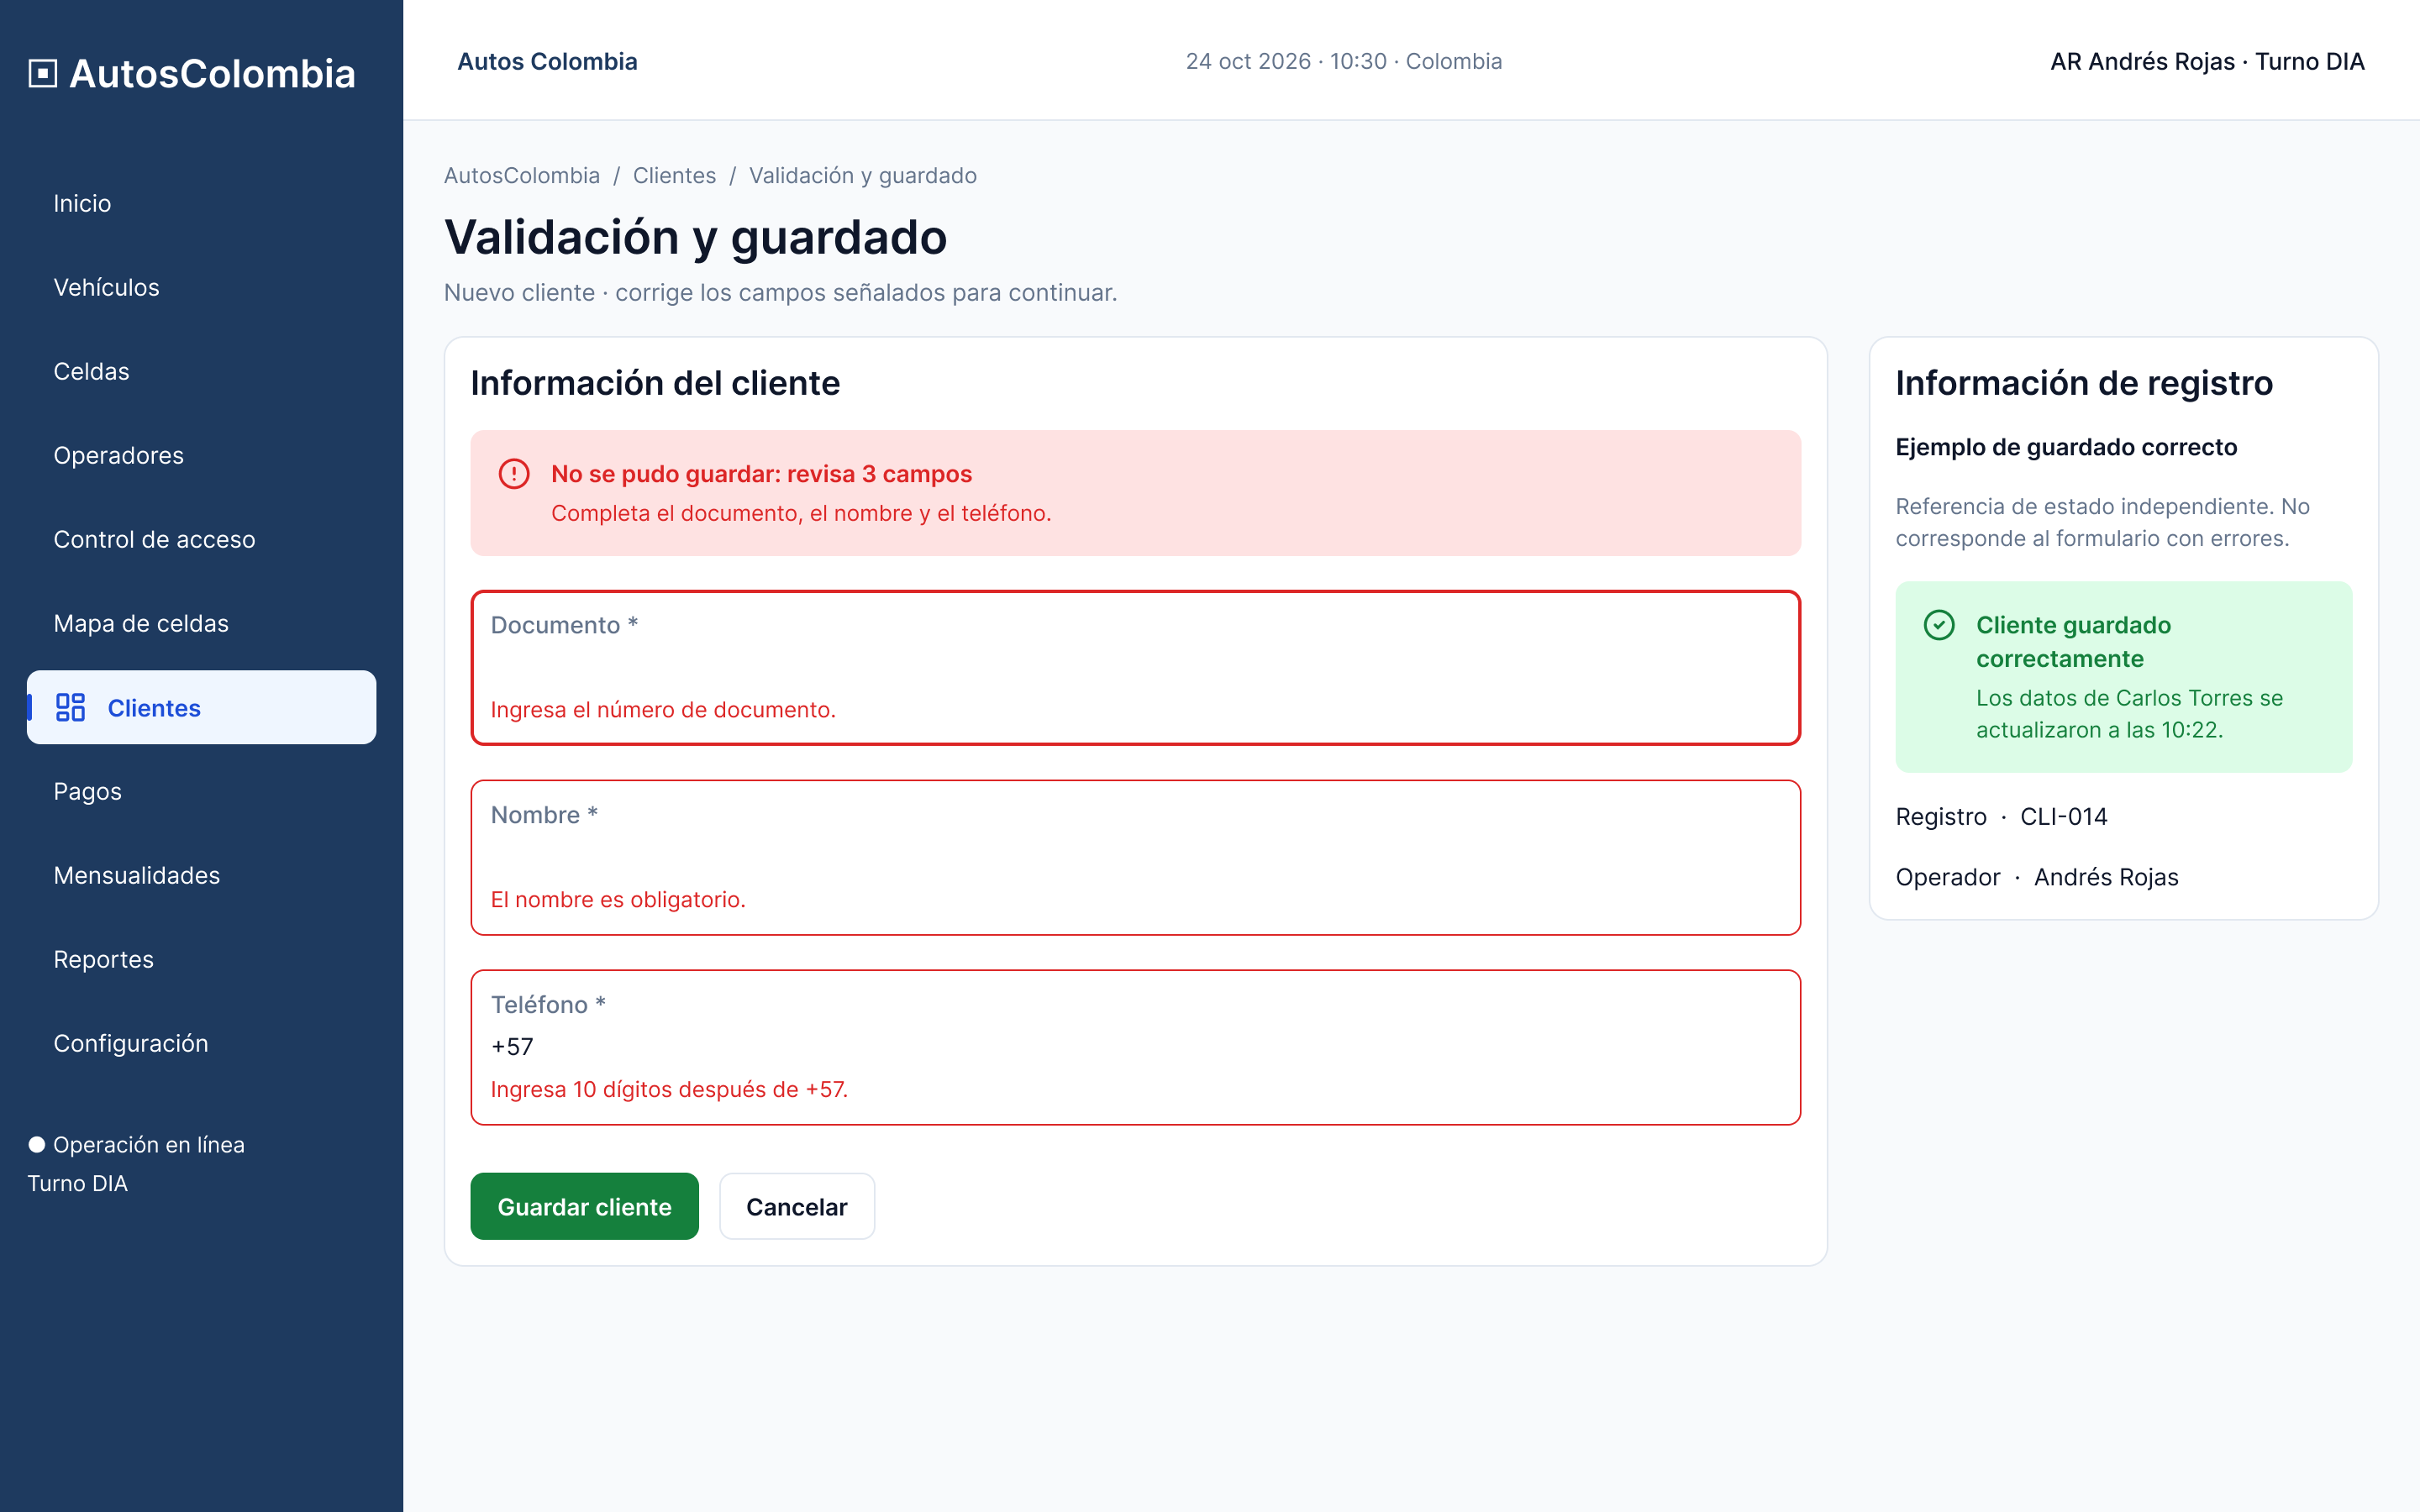 AutosColombia
Inicio
Vehículos
Celdas
Operadores
Control de acceso
Mapa de celdas
Clientes
Pagos
Mensualidades
Reportes
Configuración
Operación en línea
Turno DIA
Autos Colombia
24 oct 2026 · 10:30 · Colombia
AR Andrés Rojas · Turno DIA
AutosColombia / Clientes / Validación y guardado
Validación y guardado
Nuevo cliente · corrige los campos señalados para continuar.
Información del cliente
No se pudo guardar: revisa 3 campos
Completa el documento, el nombre y el teléfono.
Documento *
Ingresa el número de documento.
Nombre *
El nombre es obligatorio.
Teléfono *
+57
Ingresa 10 dígitos después de +57.
Guardar cliente
Cancelar
Información de registro
Ejemplo de guardado correcto
Referencia de estado independiente. No
corresponde al formulario con errores.
Cliente guardado
correctamente
Los datos de Carlos Torres se
actualizaron a las 10:22.
Registro · CLI-014
Operador · Andrés Rojas